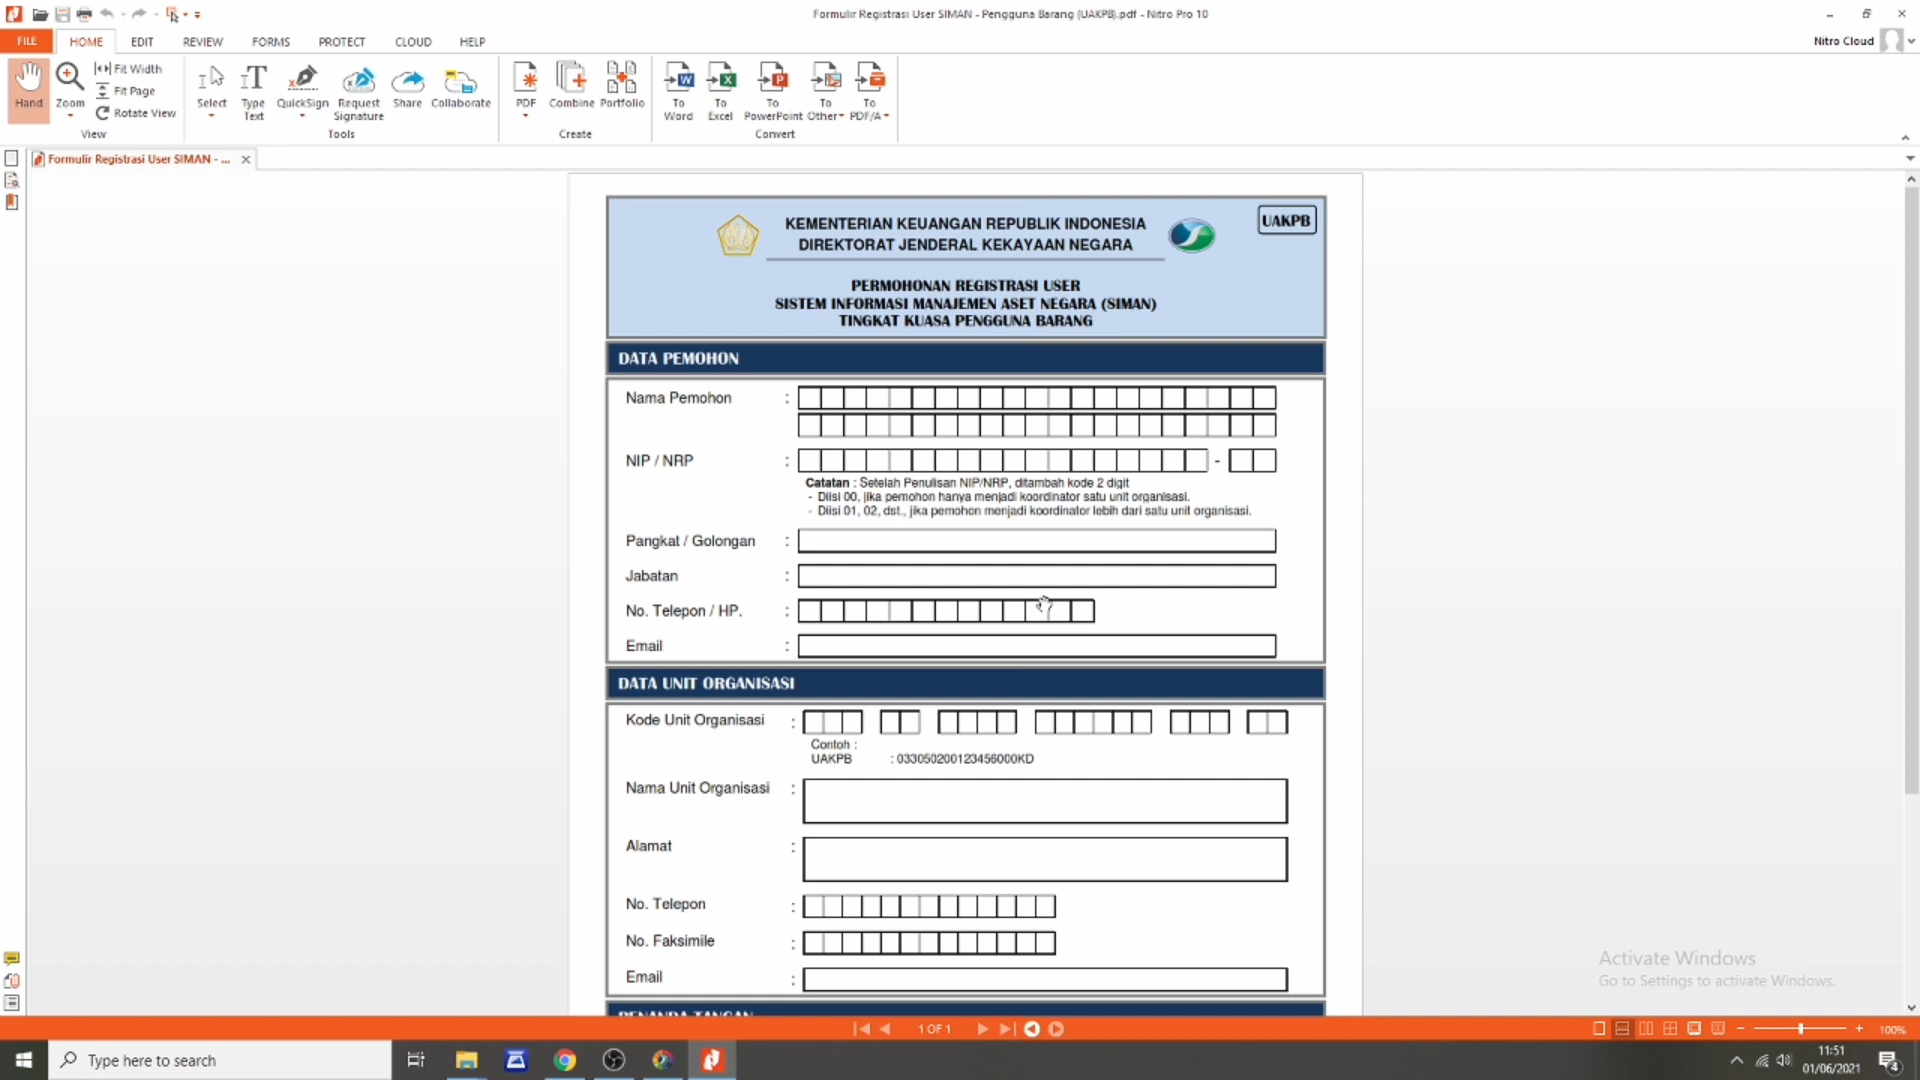 Formulir Registrasi User SIMAN - Pengguna Barang (UAKPB).pdf - Nitro Pro 10
FILE HOME EDIT REVIEW FORMS PROTECT CLOUD HELP
Nitro Cloud
Hand
Zoom
Fit Width
Fit Page
Rotate View
View
Select
Type Text
QuickSign
Request Signature
Share
Collaborate
Tools
PDF
Combine
Portfolio
Create
To Word
To Excel
To PowerPoint
To Other
To PDF/A
Convert
Formulir Registrasi User SIMAN - ...
UAKPB
KEMENTERIAN KEUANGAN REPUBLIK INDONESIA
DIREKTORAT JENDERAL KEKAYAAN NEGARA
PERMOHONAN REGISTRASI USER
SISTEM INFORMASI MANAJEMEN ASET NEGARA (SIMAN)
TINGKAT KUASA PENGGUNA BARANG
DATA PEMOHON
Nama Pemohon :
NIP / NRP : -
Catatan : Setelah Penulisan NIP/NRP, ditambah kode 2 digit
- Diisi 00, jika pemohon hanya menjadi koordinator satu unit organisasi.
- Diisi 01, 02, dst., jika pemohon menjadi koordinator lebih dari satu unit organisasi.
Pangkat / Golongan :
Jabatan :
No. Telepon / HP. :
Email :
DATA UNIT ORGANISASI
Kode Unit Organisasi :
Contoh :
UAKPB : 033050200123456000KD
Nama Unit Organisasi :
Alamat :
No. Telepon :
No. Faksimile :
Email :
PENANDA TANGAN
Activate Windows
Go to Settings to activate Windows.
1 OF 1
100%
Type here to search
11:51
01/06/2021
4